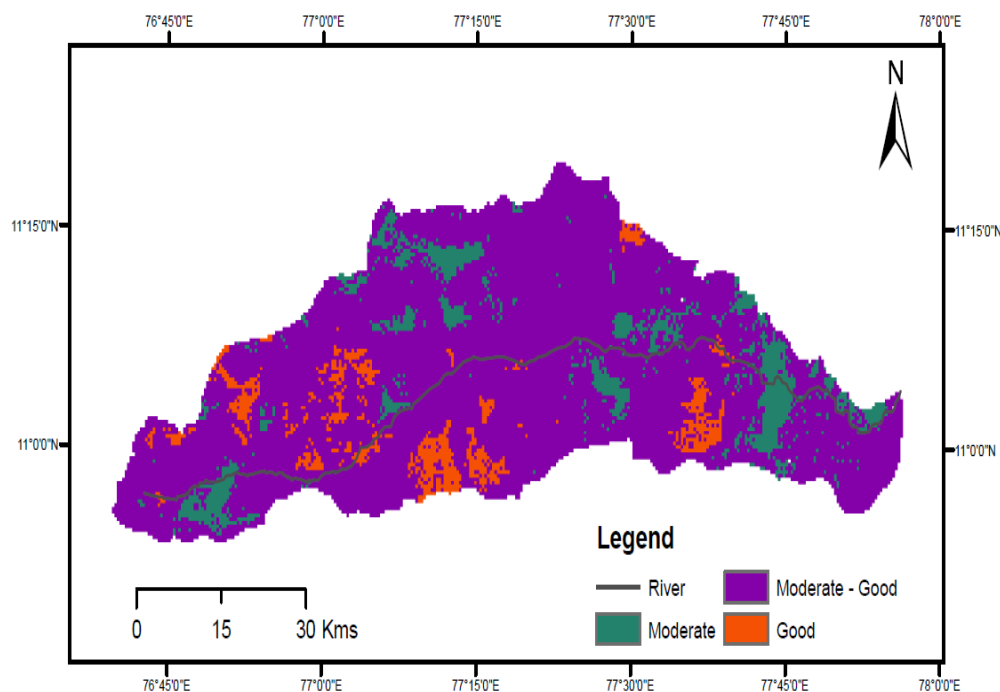 76°45'0"E 77°0'0"E 77°15'0"E 77°30'0"E 77°45'0"E 78°0'0"E
N
11°15'0"N 11°15'0"N
11°0'0"N 11°0'0"N
Legend
River Moderate - Good
Moderate Good
0 15 30 Kms
76°45'0"E 77°0'0"E 77°15'0"E 77°30'0"E 77°45'0"E 78°0'0"E